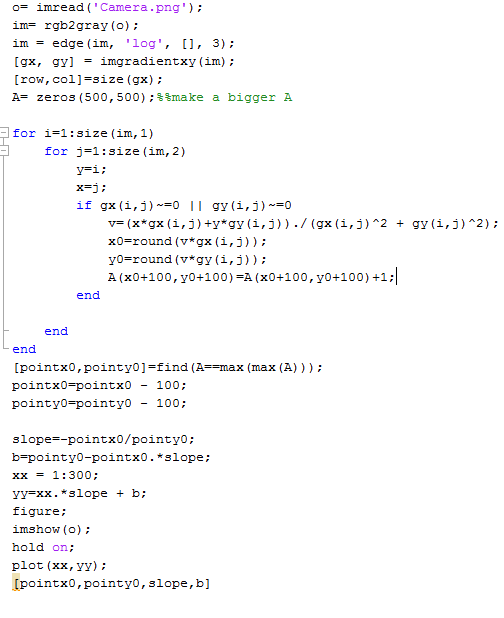 o= imread('Camera.png');
im= rgb2gray(o);
im = edge(im, 'log', [], 3);
[gx, gy] = imgradientxy(im);
[row,col]=size(gx);
A= zeros(500,500);%%make a bigger A
for i=1:size(im,1)
    for j=1:size(im,2)
        y=i;
        x=j;
        if gx(i,j)~=0 || gy(i,j)~=0
            v=(x*gx(i,j)+y*gy(i,j))./(gx(i,j)^2 + gy(i,j)^2);
            x0=round(v*gx(i,j));
            y0=round(v*gy(i,j));
            A(x0+100,y0+100)=A(x0+100,y0+100)+1;
        end
    end
end
[pointx0,pointy0]=find(A==max(max(A)));
pointx0=pointx0 - 100;
pointy0=pointy0 - 100;
slope=-pointx0/pointy0;
b=pointy0-pointx0.*slope;
xx = 1:300;
yy=xx.*slope + b;
figure;
imshow(o);
hold on;
plot(xx,yy);
[pointx0,pointy0,slope,b]